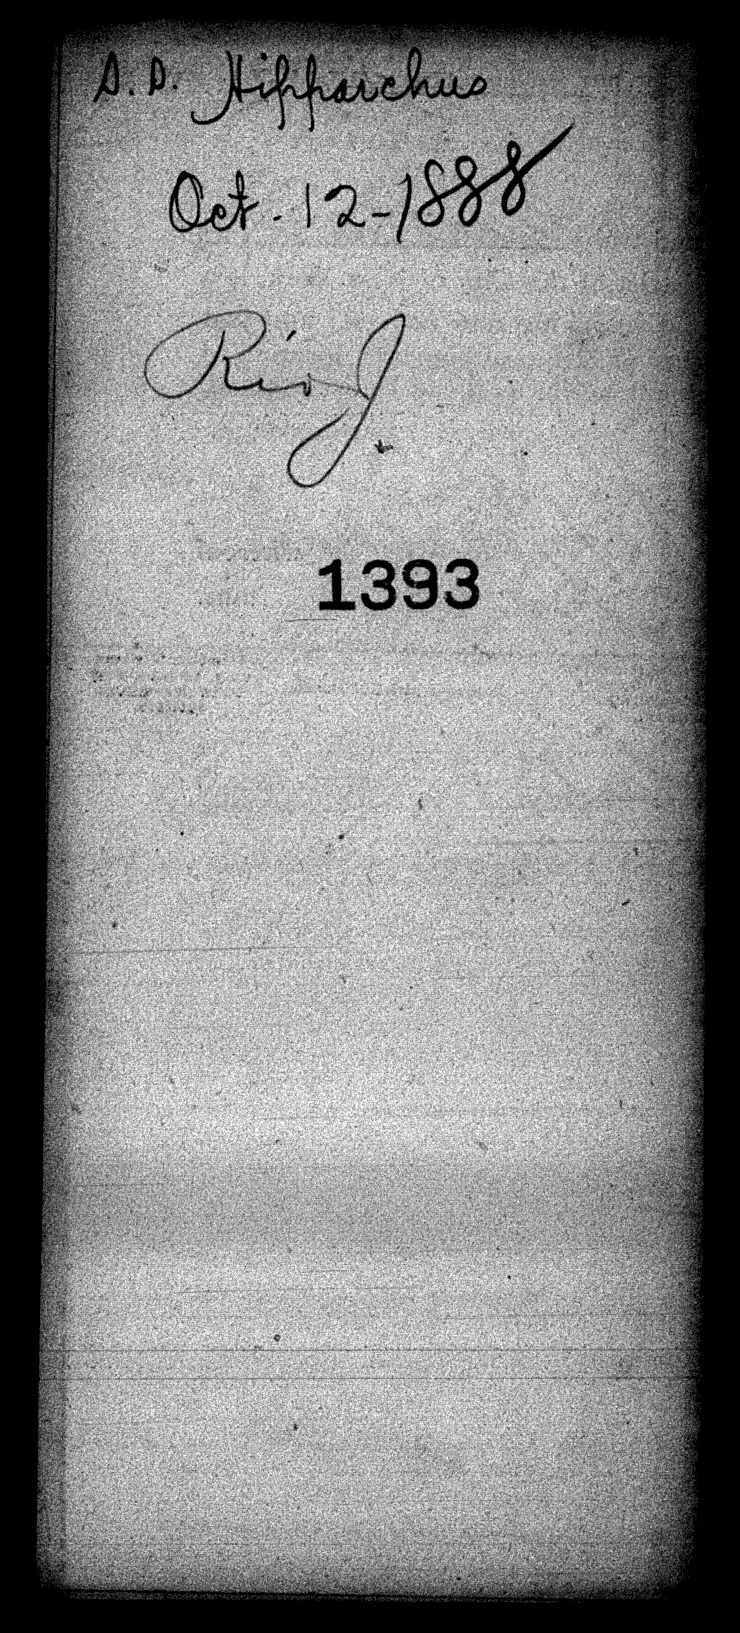 S.S. Hipparchus
Oct. 12-1888
Rio J.
1393